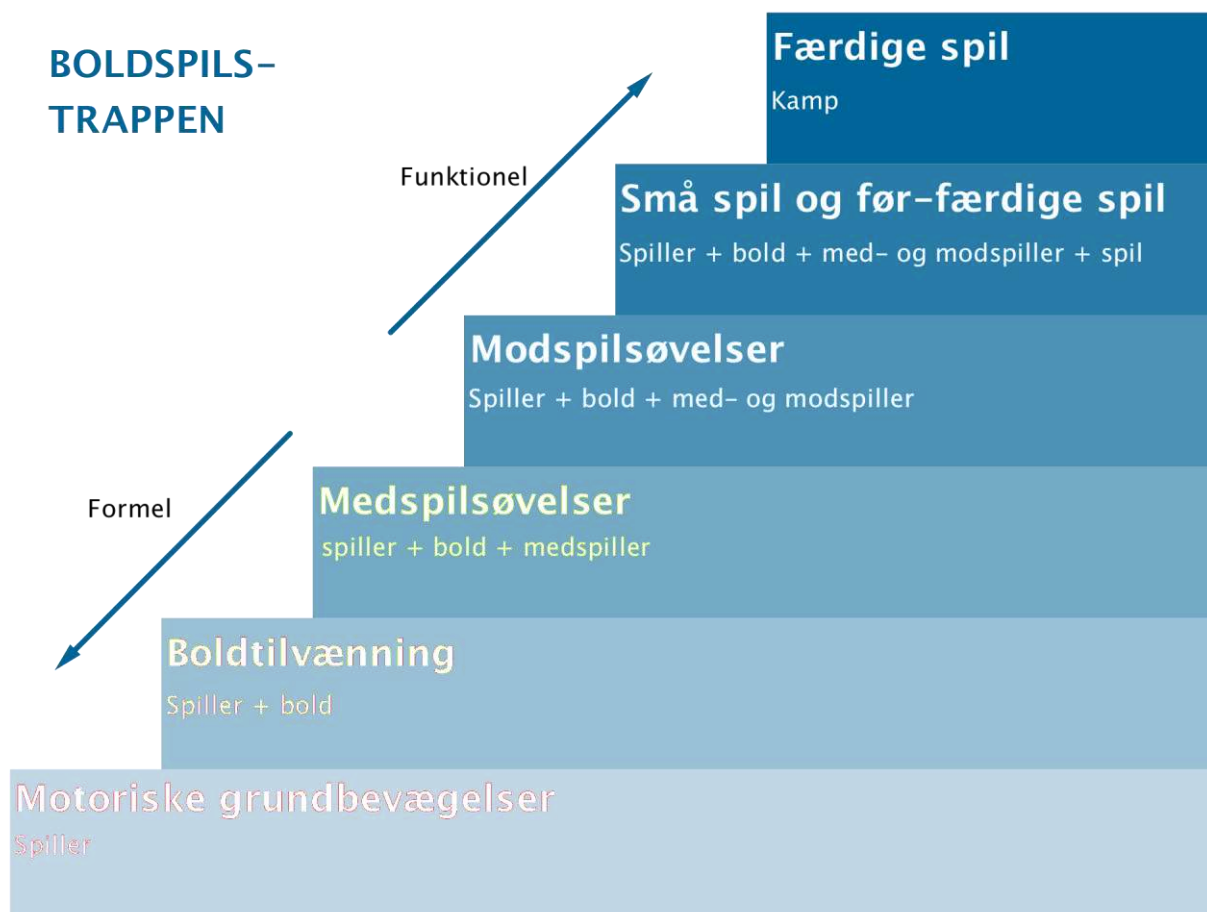 BOLDSPILS-
TRAPPEN
Færdige spil
Kamp
Funktionel
Små spil og før-færdige spil
Spiller + bold + med- og modspiller + spil
Modspilsøvelser
Spiller + bold + med- og modspiller
Formel
Medspilsøvelser
spiller + bold + medspiller
Boldtilvænning
Spiller + bold
Motoriske grundbevægelser
Spiller